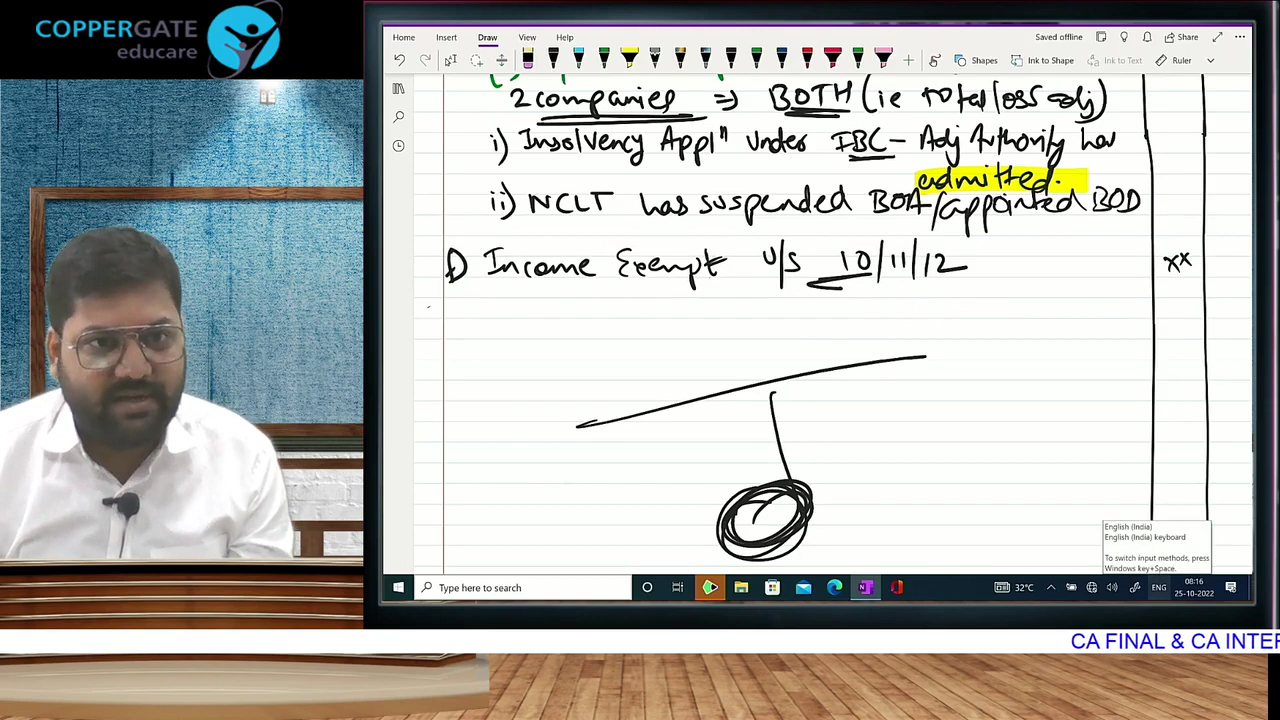 COPPERGATE
educare
Home Insert Draw View Help
Saved offline
Share
Shapes
Ink to Shape
Ink to Text
Ruler
2 companies ⇒ BOTH (ie total loss adj)
i) Insolvency Appl" under IBC - Adj Authority has
admitted.
ii) NCLT has suspended BOD/appointed BOD
D) Income Exempt u/s 10/11/12
xx
English (India)
English (India) keyboard
To switch input methods, press
Windows key+Space.
Type here to search
32°C
ENG
08:16
25-10-2022
CA FINAL & CA INTER